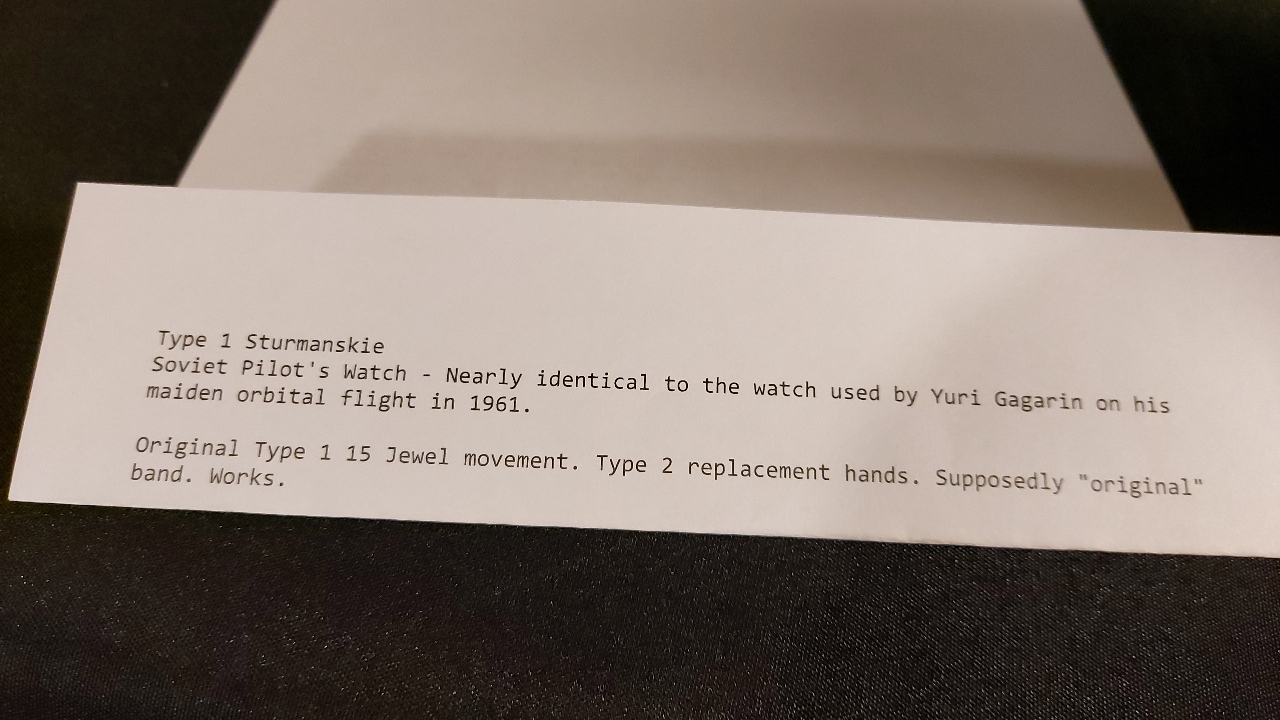 Type 1 Sturmanskie
Soviet Pilot's Watch - Nearly identical to the watch used by Yuri Gagarin on his
maiden orbital flight in 1961.
Original Type 1 15 Jewel movement. Type 2 replacement hands. Supposedly "original"
band. Works.